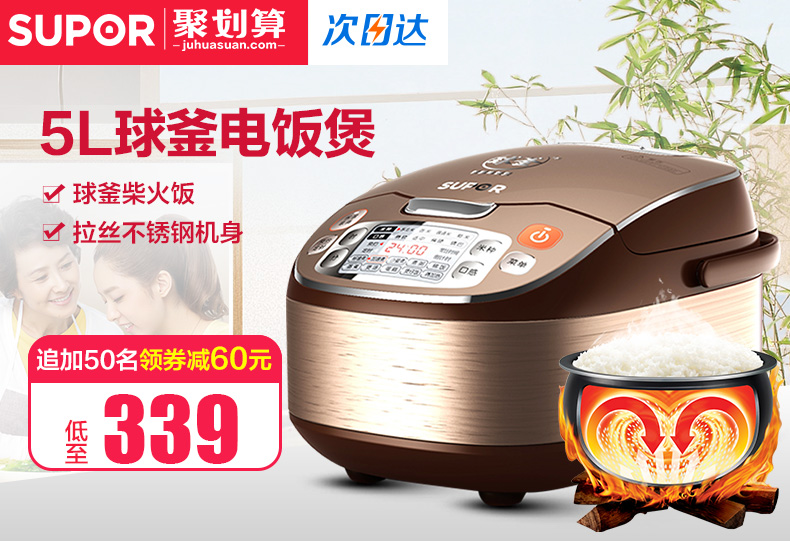 SUPOR 聚划算
juhuasuan.com
次日达
5L球釜电饭煲
球釜柴火饭
拉丝不锈钢机身
追加50名领券减60元
低至 339
SUPOR
24:00
米种
口感
菜单